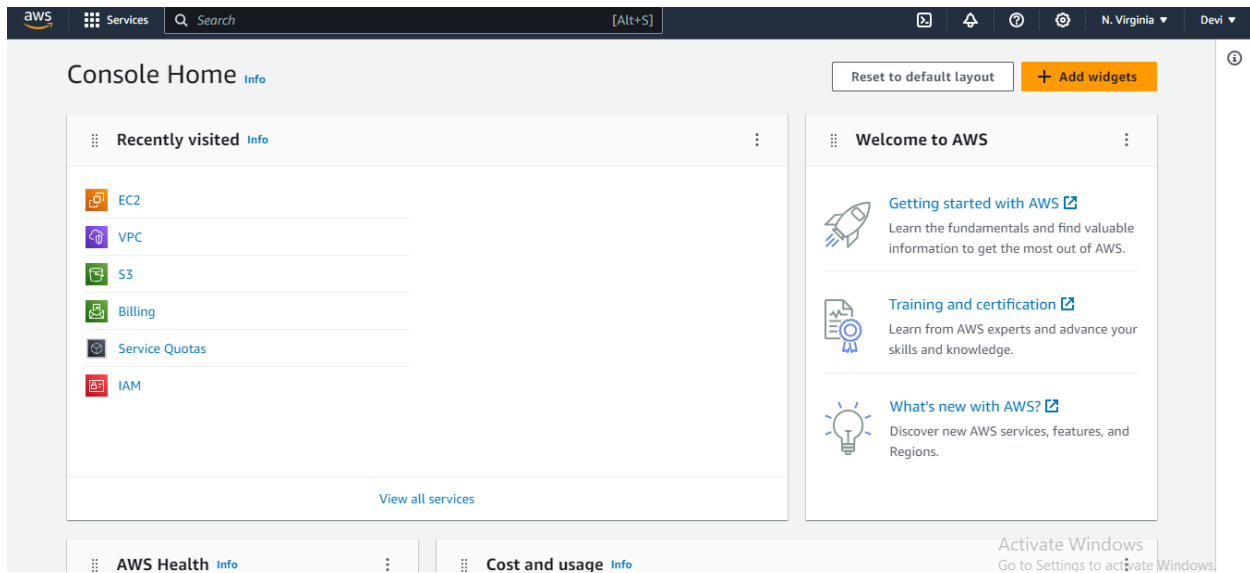 aws Services Search [Alt+S] N. Virginia ▼ Devi ▼
Console Home Info
Reset to default layout
+ Add widgets
Recently visited Info
EC2
VPC
S3
Billing
Service Quotas
IAM
View all services
Welcome to AWS
Getting started with AWS
Learn the fundamentals and find valuable
information to get the most out of AWS.
Training and certification
Learn from AWS experts and advance your
skills and knowledge.
What's new with AWS?
Discover new AWS services, features, and
Regions.
AWS Health Info
Cost and usage Info
Activate Windows
Go to Settings to activate Windows.